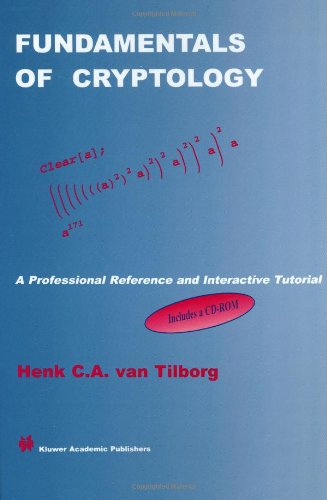 FUNDAMENTALS
OF CRYPTOLOGY
Clear[a];
(((((((a)² )² a)² )² a)² )² a)² a
a¹⁷¹
A Professional Reference and Interactive Tutorial
Includes a CD-ROM
Henk C.A. van Tilborg
Kluwer Academic Publishers